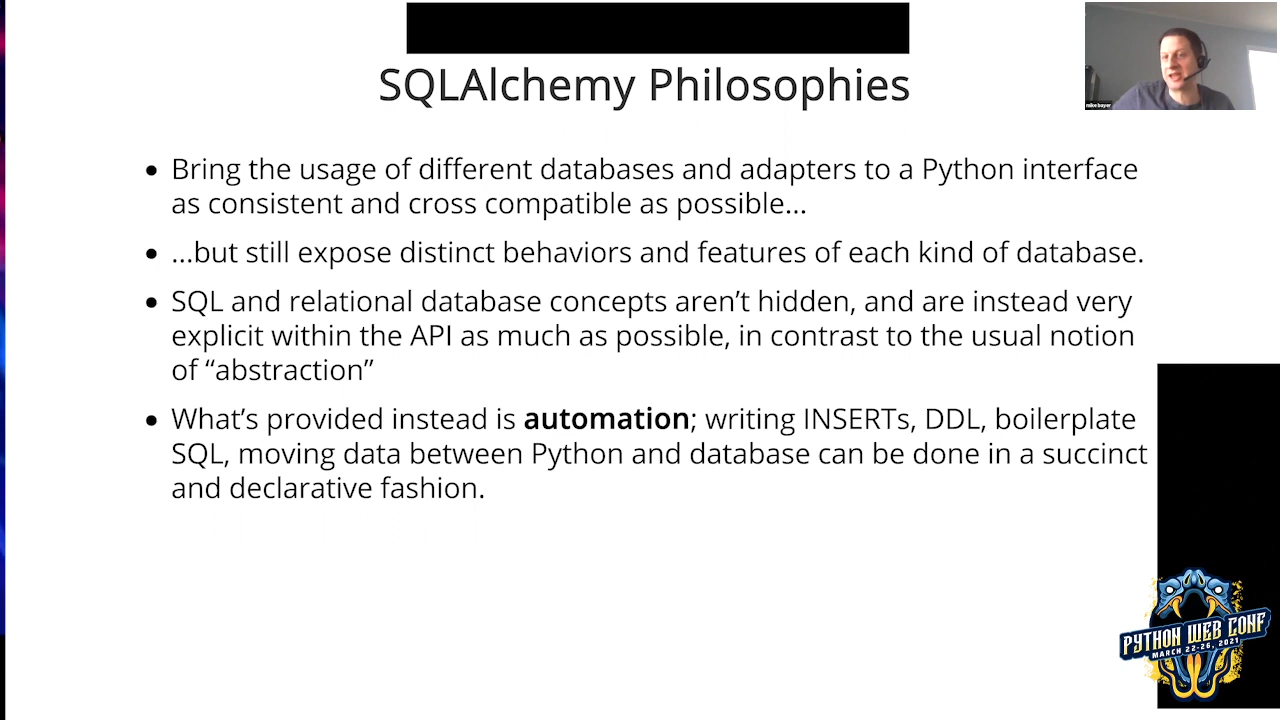 SQLAlchemy Philosophies
mike bayer
• Bring the usage of different databases and adapters to a Python interface
as consistent and cross compatible as possible...
• ...but still expose distinct behaviors and features of each kind of database.
• SQL and relational database concepts aren’t hidden, and are instead very
explicit within the API as much as possible, in contrast to the usual notion
of “abstraction”
• What’s provided instead is automation; writing INSERTs, DDL, boilerplate
SQL, moving data between Python and database can be done in a succinct
and declarative fashion.
PYTHON WEB CONF
MARCH 22-26, 2021